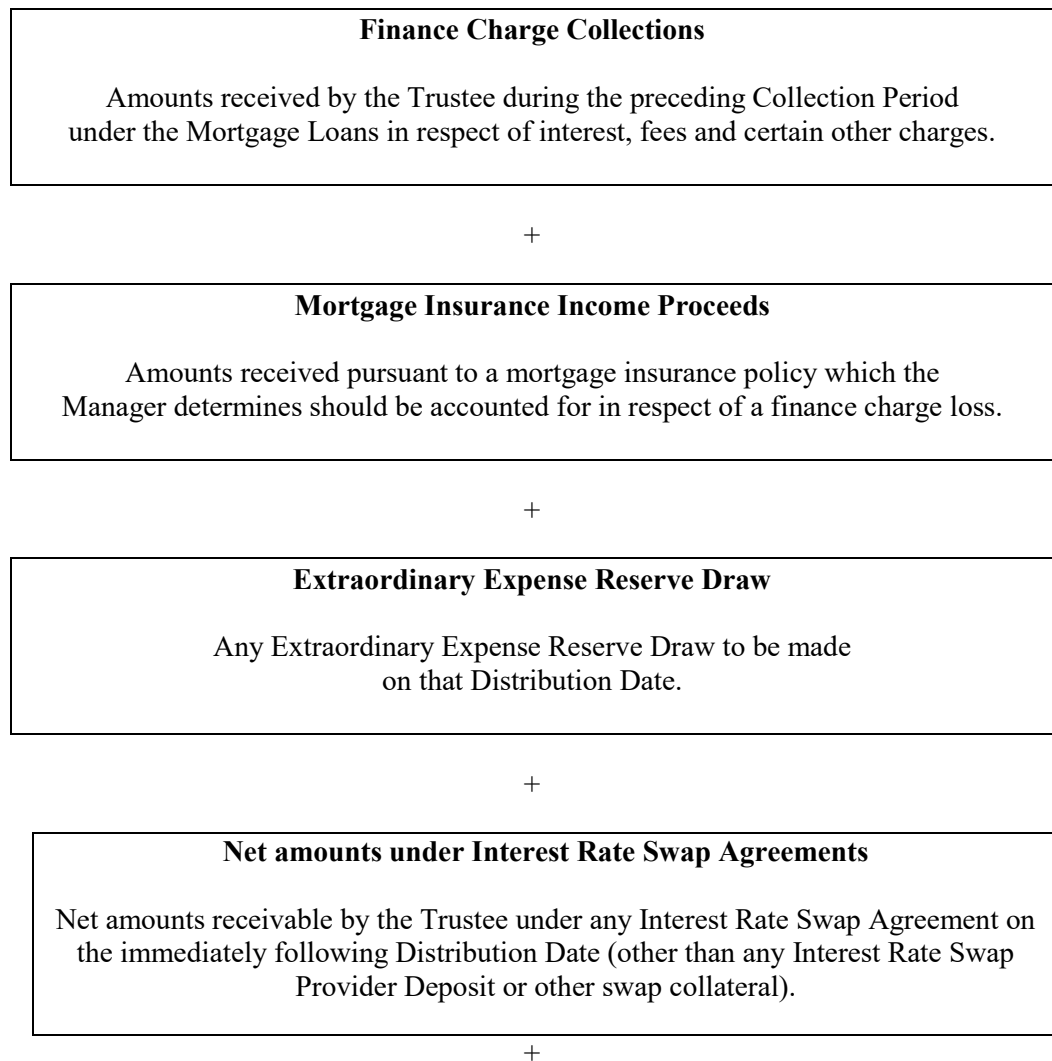 Finance Charge Collections
Amounts received by the Trustee during the preceding Collection Period
under the Mortgage Loans in respect of interest, fees and certain other charges.
+
Mortgage Insurance Income Proceeds
Amounts received pursuant to a mortgage insurance policy which the
Manager determines should be accounted for in respect of a finance charge loss.
+
Extraordinary Expense Reserve Draw
Any Extraordinary Expense Reserve Draw to be made
on that Distribution Date.
+
Net amounts under Interest Rate Swap Agreements
Net amounts receivable by the Trustee under any Interest Rate Swap Agreement on
the immediately following Distribution Date (other than any Interest Rate Swap
Provider Deposit or other swap collateral).
+